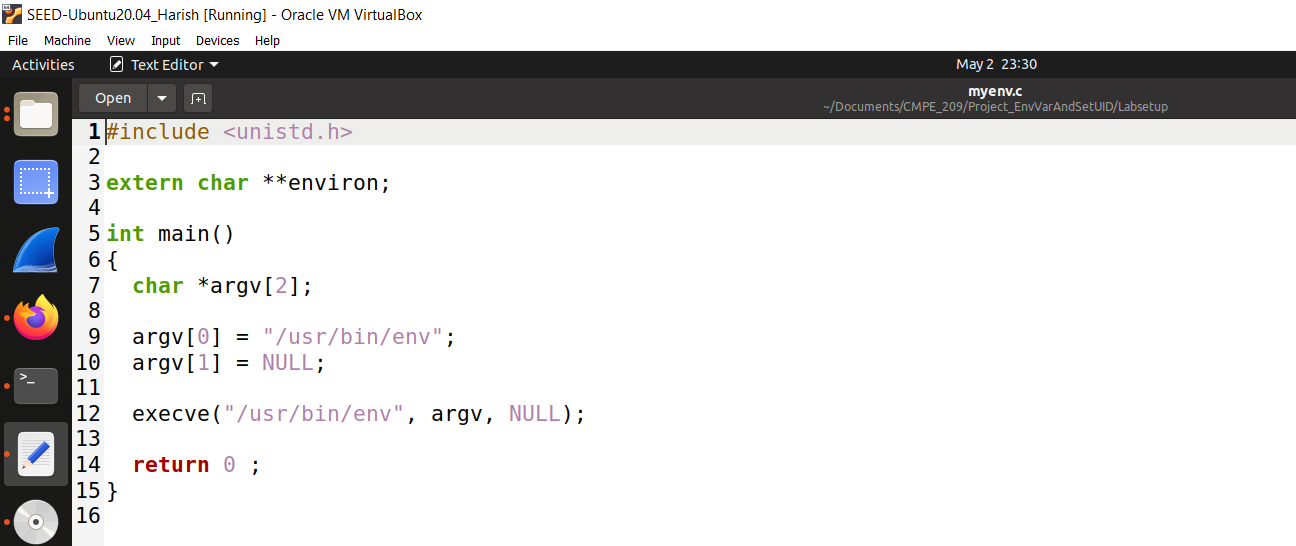 SEED-Ubuntu20.04_Harish [Running] - Oracle VM VirtualBox
File Machine View Input Devices Help
Activities Text Editor May 2 23:30
Open myenv.c
~/Documents/CMPE_209/Project_EnvVarAndSetUID/Labsetup
1 #include <unistd.h>
2
3 extern char **environ;
4
5 int main()
6 {
7   char *argv[2];
8
9   argv[0] = "/usr/bin/env";
10   argv[1] = NULL;
11
12   execve("/usr/bin/env", argv, NULL);
13
14   return 0 ;
15 }
16